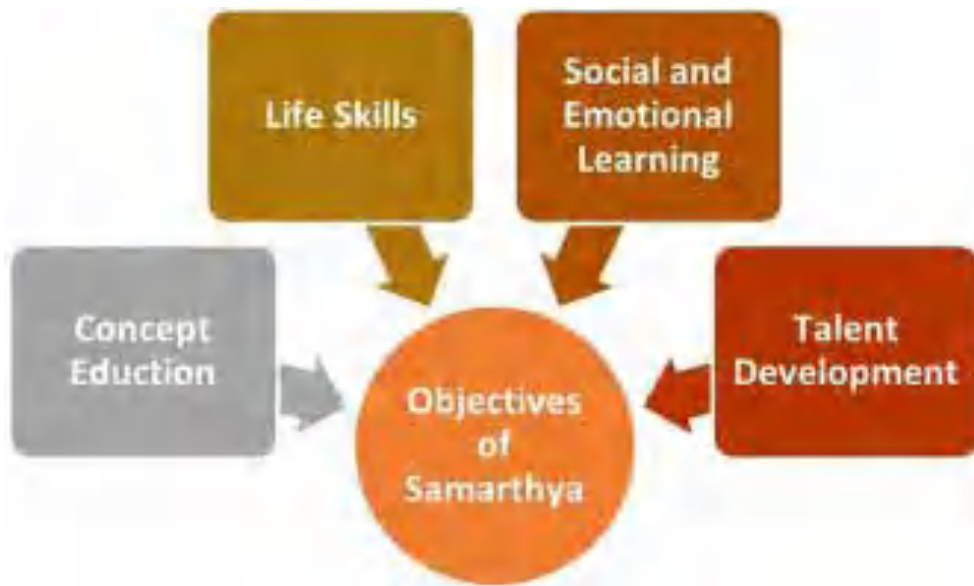 Life Skills
Social and
Emotional
Learning
Concept
Eduction
Talent
Development
Objectives
of
Samarthya